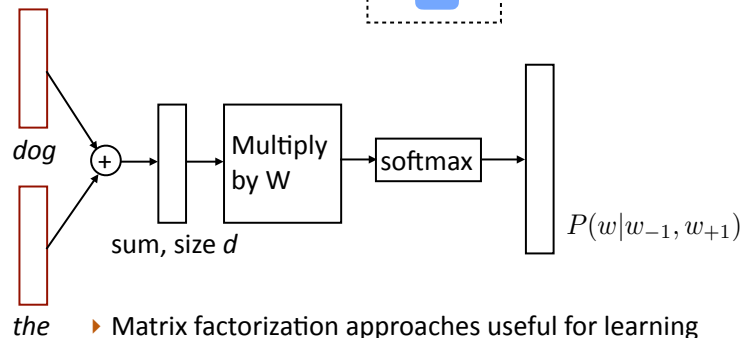 dog
+
Multiply
by W
softmax
sum, size d
P(w|w₋₁, w₊₁)
the
▸ Matrix factorization approaches useful for learning